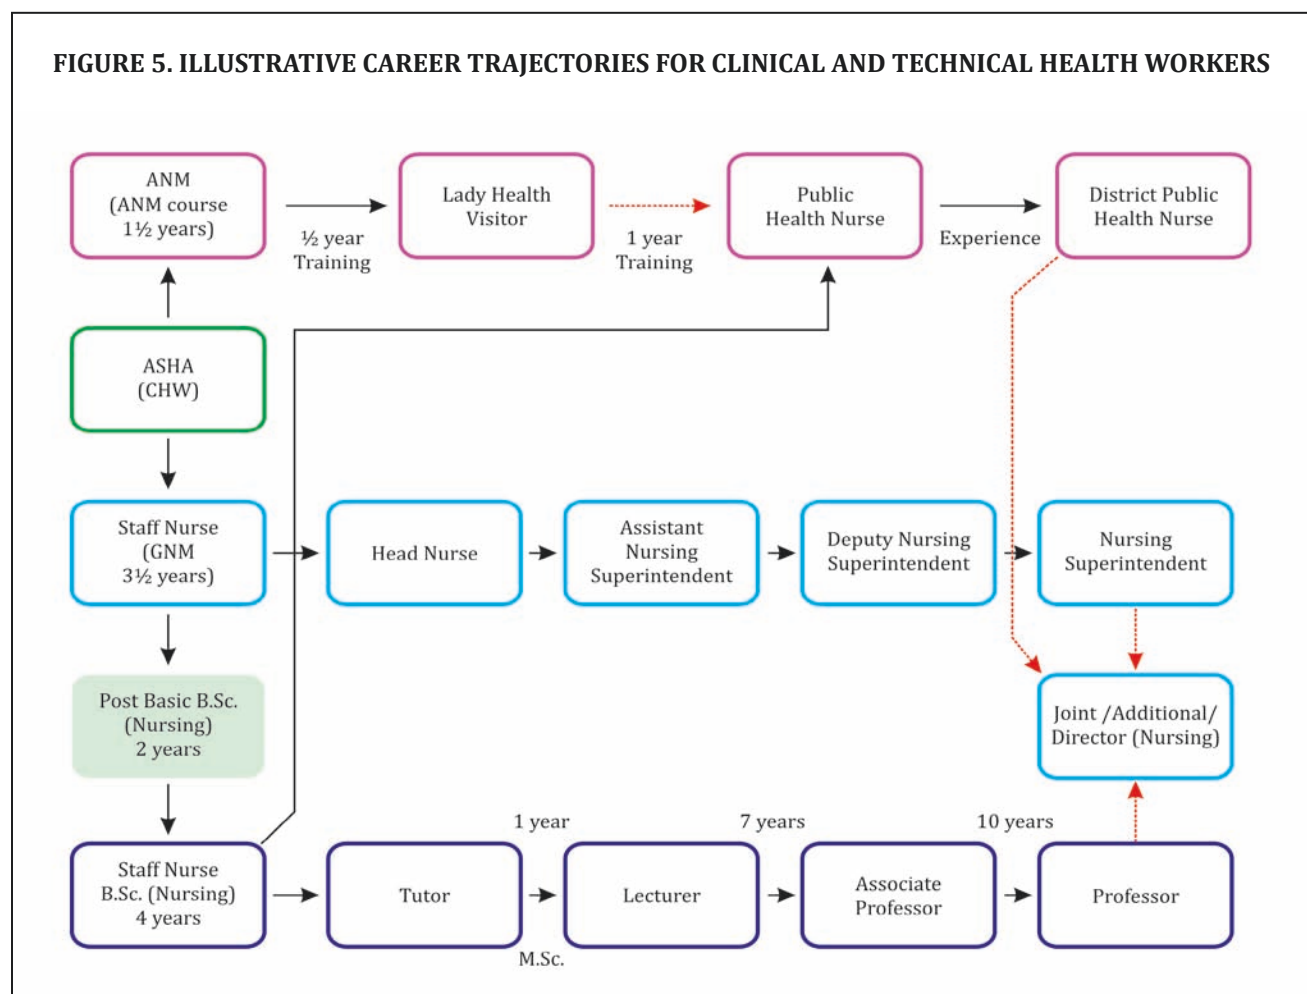 FIGURE 5. ILLUSTRATIVE CAREER TRAJECTORIES FOR CLINICAL AND TECHNICAL HEALTH WORKERS
ANM
(ANM course
1½ years)
½ year
Training
Lady Health
Visitor
1 year
Training
Public
Health Nurse
Experience
District Public
Health Nurse
ASHA
(CHW)
Staff Nurse
(GNM
3½ years)
Head Nurse
Assistant
Nursing
Superintendent
Deputy Nursing
Superintendent
Nursing
Superintendent
Post Basic B.Sc.
(Nursing)
2 years
Joint /Additional/
Director (Nursing)
Staff Nurse
B.Sc. (Nursing)
4 years
Tutor
1 year
M.Sc.
Lecturer
7 years
Associate
Professor
10 years
Professor